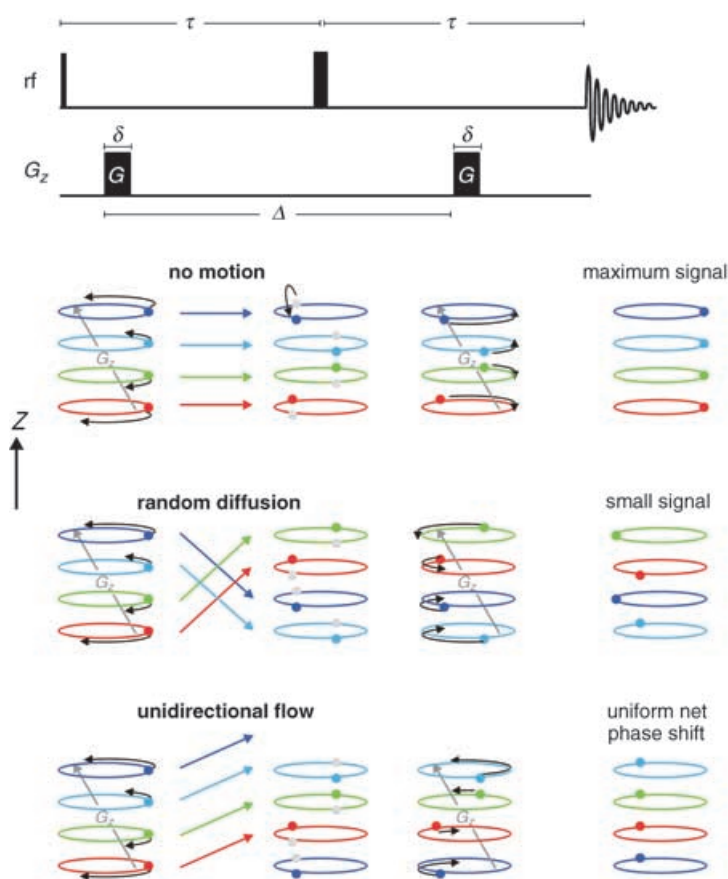 τ τ
rf
δ δ
G_z G G
Δ
no motion maximum signal
G_z G_z
Z
random diffusion small signal
G_z G_z
unidirectional flow uniform net
phase shift
G_z G_z